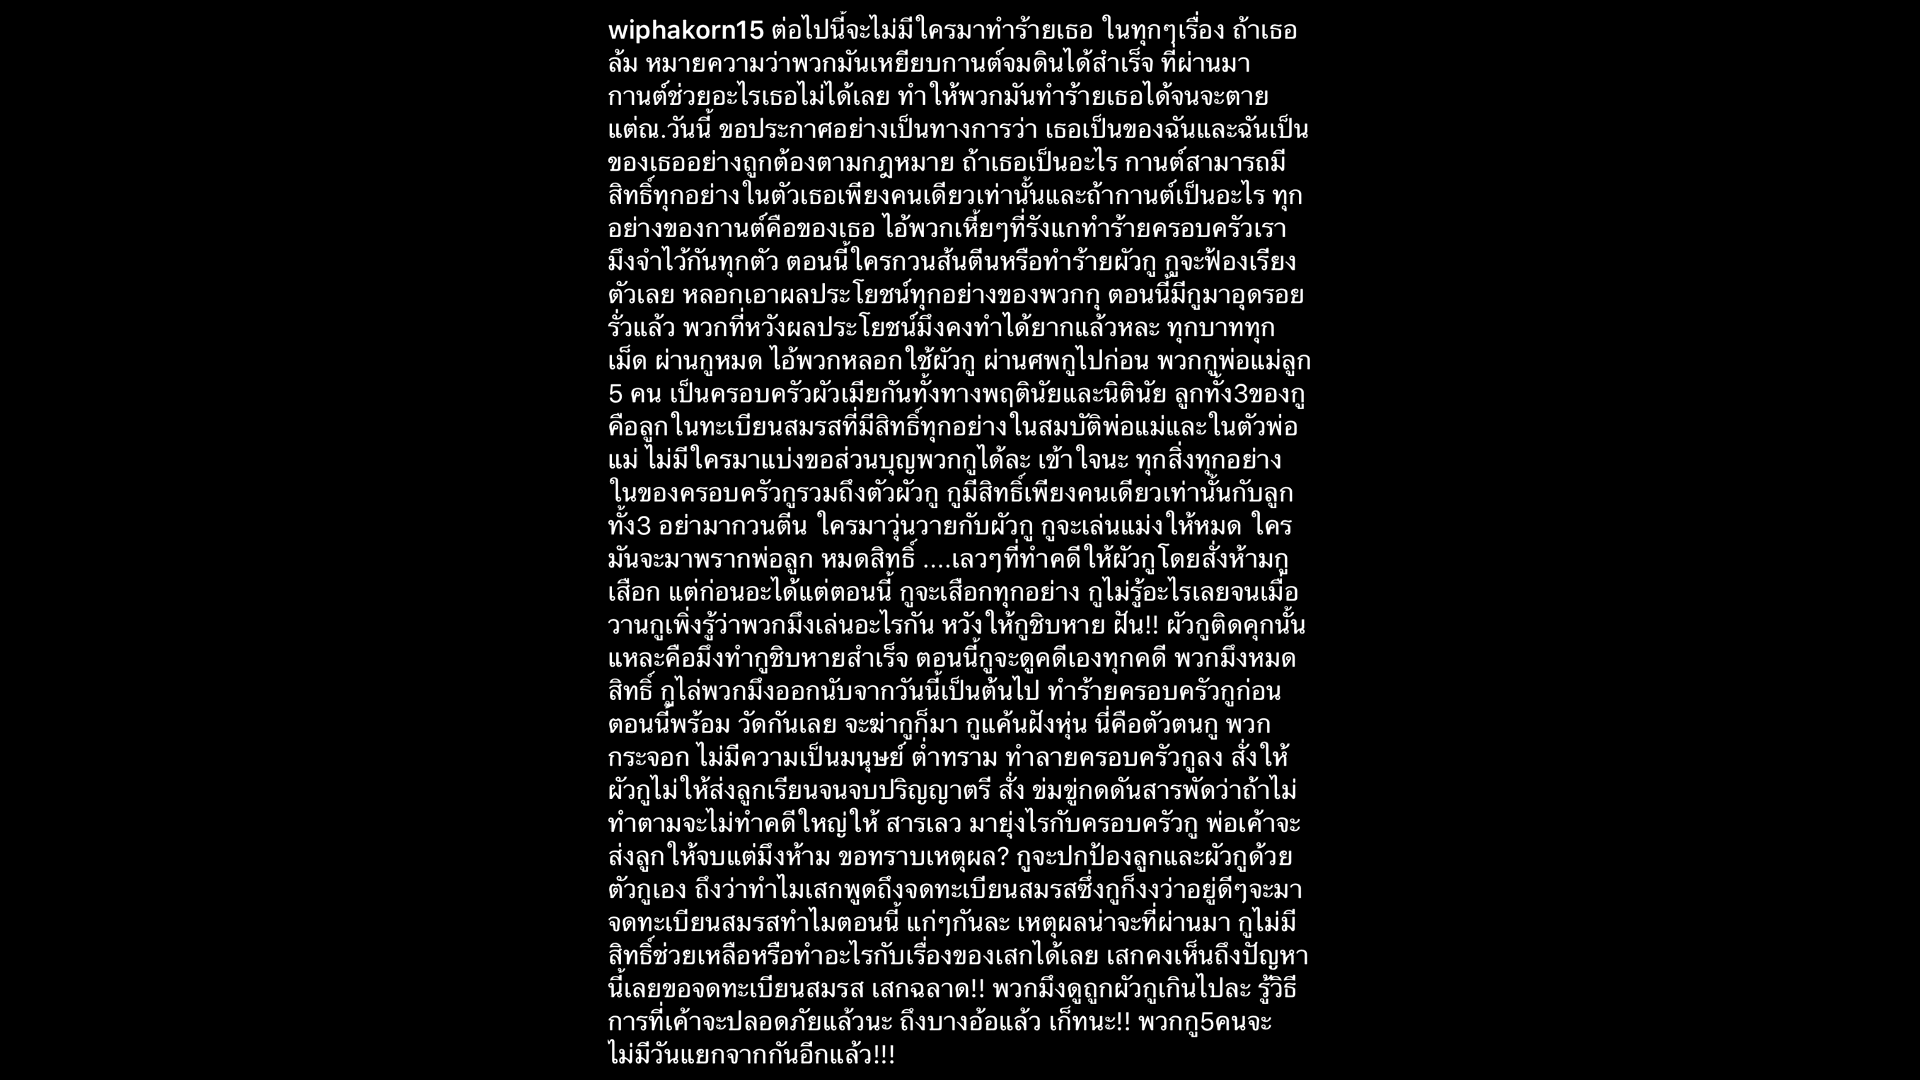 wiphakorn15 ต่อไปนี้จะไม่มีใครมาทำร้ายเธอ ในทุกๆเรื่อง ถ้าเธอ
ล้ม หมายความว่าพวกมันเหยียบกานต์จมดินได้สำเร็จ ที่ผ่านมา
กานต์ช่วยอะไรเธอไม่ได้เลย ทำให้พวกมันทำร้ายเธอได้จนจะตาย
แต่ณ.วันนี้ ขอประกาศอย่างเป็นทางการว่า เธอเป็นของฉันและฉันเป็น
ของเธออย่างถูกต้องตามกฎหมาย ถ้าเธอเป็นอะไร กานต์สามารถมี
สิทธิ์ทุกอย่างในตัวเธอเพียงคนเดียวเท่านั้นและถ้ากานต์เป็นอะไร ทุก
อย่างของกานต์คือของเธอ ไอ้พวกเหี้ยๆที่รังแกทำร้ายครอบครัวเรา
มึงจำไว้กันทุกตัว ตอนนี้ใครกวนส้นตีนหรือทำร้ายผัวกู กูจะฟ้องเรียง
ตัวเลย หลอกเอาผลประโยชน์ทุกอย่างของพวกกุ ตอนนี้มีกูมาอุดรอย
รั่วแล้ว พวกที่หวังผลประโยชน์มึงคงทำได้ยากแล้วหละ ทุกบาททุก
เม็ด ผ่านกูหมด ไอ้พวกหลอกใช้ผัวกู ผ่านศพกูไปก่อน พวกกูพ่อแม่ลูก
5 คน เป็นครอบครัวผัวเมียกันทั้งทางพฤตินัยและนิตินัย ลูกทั้ง3ของกู
คือลูกในทะเบียนสมรสที่มีสิทธิ์ทุกอย่างในสมบัติพ่อแม่และในตัวพ่อ
แม่ ไม่มีใครมาแบ่งขอส่วนบุญพวกกูได้ละ เข้าใจนะ ทุกสิ่งทุกอย่าง
ในของครอบครัวกูรวมถึงตัวผัวกู กูมีสิทธิ์เพียงคนเดียวเท่านั้นกับลูก
ทั้ง3 อย่ามากวนตีน ใครมาวุ่นวายกับผัวกู กูจะเล่นแม่งให้หมด ใคร
มันจะมาพรากพ่อลูก หมดสิทธิ์ ....เลวๆที่ทำคดีให้ผัวกูโดยสั่งห้ามกู
เสือก แต่ก่อนอะได้แต่ตอนนี้ กูจะเสือกทุกอย่าง กูไม่รู้อะไรเลยจนเมื่อ
วานกูเพิ่งรู้ว่าพวกมึงเล่นอะไรกัน หวังให้กูชิบหาย ฝัน!! ผัวกูติดคุกนั้น
แหละคือมึงทำกูชิบหายสำเร็จ ตอนนี้กูจะดูคดีเองทุกคดี พวกมึงหมด
สิทธิ์ กูไล่พวกมึงออกนับจากวันนี้เป็นต้นไป ทำร้ายครอบครัวกูก่อน
ตอนนี้พร้อม วัดกันเลย จะฆ่ากูก็มา กูแค้นฝังหุ่น นี่คือตัวตนกู พวก
กระจอก ไม่มีความเป็นมนุษย์ ต่ำทราม ทำลายครอบครัวกูลง สั่งให้
ผัวกูไม่ให้ส่งลูกเรียนจนจบปริญญาตรี สั่ง ข่มขู่กดดันสารพัดว่าถ้าไม่
ทำตามจะไม่ทำคดีใหญ่ให้ สารเลว มายุ่งไรกับครอบครัวกู พ่อเค้าจะ
ส่งลูกให้จบแต่มึงห้าม ขอทราบเหตุผล? กูจะปกป้องลูกและผัวกูด้วย
ตัวกูเอง ถึงว่าทำไมเสกพูดถึงจดทะเบียนสมรสซึ่งกูก็งงว่าอยู่ดีๆจะมา
จดทะเบียนสมรสทำไมตอนนี้ แก่ๆกันละ เหตุผลน่าจะที่ผ่านมา กูไม่มี
สิทธิ์ช่วยเหลือหรือทำอะไรกับเรื่องของเสกได้เลย เสกคงเห็นถึงปัญหา
นี้เลยขอจดทะเบียนสมรส เสกฉลาด!! พวกมึงดูถูกผัวกูเกินไปละ รู้วิธี
การที่เค้าจะปลอดภัยแล้วนะ ถึงบางอ้อแล้ว เก็ทนะ!! พวกกู5คนจะ
ไม่มีวันแยกจากกันอีกแล้ว!!!